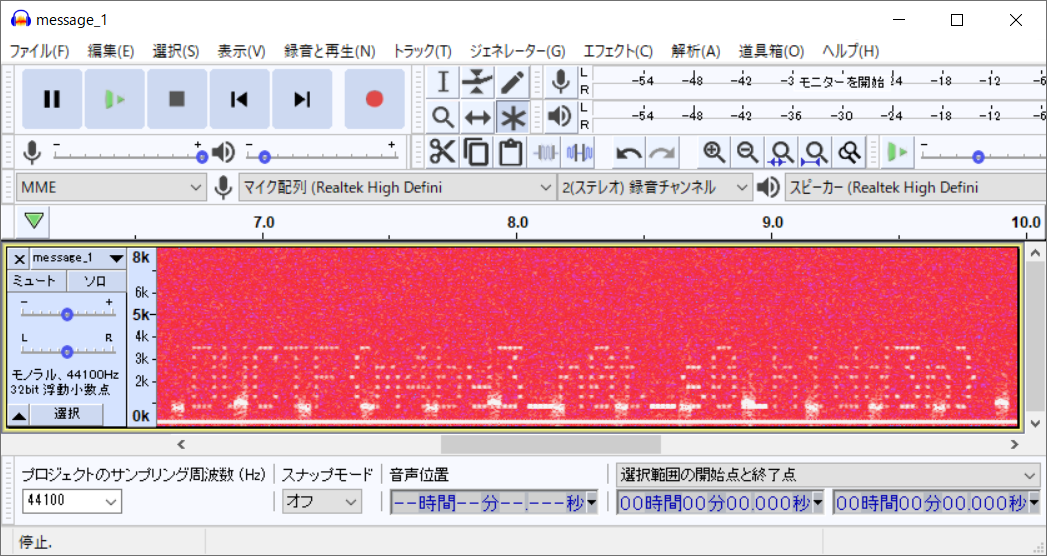 message_1
ファイル(F) 編集(E) 選択(S) 表示(V) 録音と再生(N) トラック(T) ジェネレーター(G) エフェクト(C) 解析(A) 道具箱(O) ヘルプ(H)
L R -54 -48 -42 -3 モニターを開始 !4 -18 -12 -6
L R -54 -48 -42 -36 -30 -24 -18 -12 -6
- + - +
MME マイク配列 (Realtek High Defini 2(ステレオ) 録音チャンネル スピーカー (Realtek High Defini
7.0 8.0 9.0 10.0
message_1
ミュート ソロ
- +
L R
モノラル、44100Hz
32bit 浮動小数点
選択
8k
6k
5k
4k
3k
2k
0k
プロジェクトのサンプリング周波数 (Hz) スナップモード 音声位置 選択範囲の開始点と終了点
44100 オフ --時間--分--.---秒 00時間00分00.000秒 00時間00分00.000秒
停止.